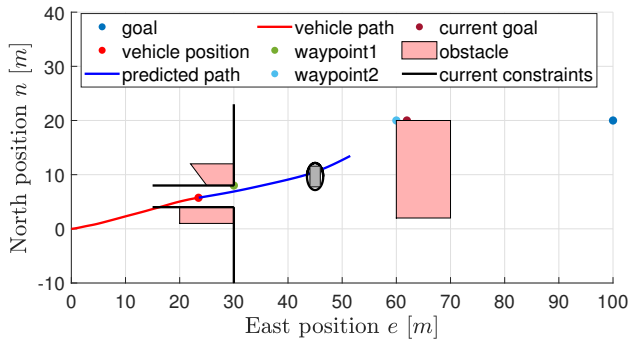 40
30
20
10
0
-10
North position n [m]
goal
vehicle path
current goal
vehicle position
waypoint1
obstacle
predicted path
waypoint2
current constraints
0 10 20 30 40 50 60 70 80 90 100
East position e [m]